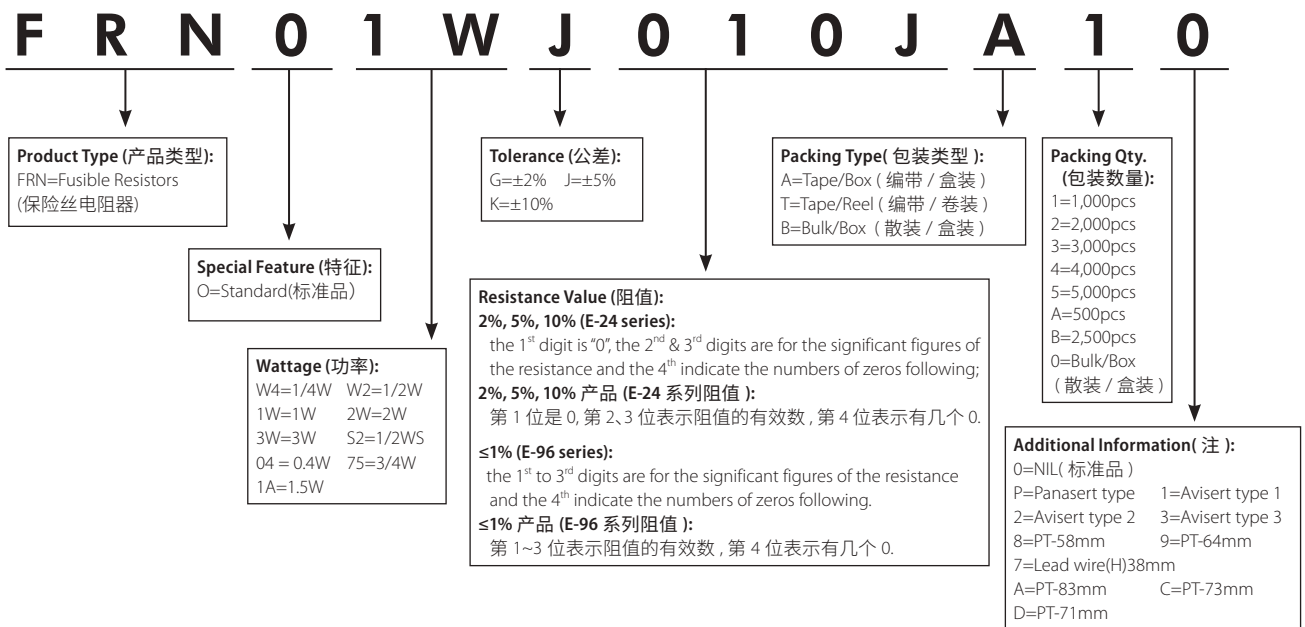 F R N 0 1 W J 0 1 0 J A 1 0
Product Type (产品类型):
FRN=Fusible Resistors
(保险丝电阻器)
Special Feature (特征):
O=Standard(标准品)
Wattage (功率):
W4=1/4W W2=1/2W
1W=1W 2W=2W
3W=3W S2=1/2WS
04 = 0.4W 75=3/4W
1A=1.5W
Tolerance (公差):
G=±2% J=±5%
K=±10%
Resistance Value (阻值):
2%, 5%, 10% (E-24 series):
the 1st digit is "0", the 2nd & 3rd digits are for the significant figures of
the resistance and the 4th indicate the numbers of zeros following;
2%, 5%, 10% 产品 (E-24 系列阻值 ):
第 1 位是 0, 第 2、3 位表示阻值的有效数 , 第 4 位表示有几个 0.
≤1% (E-96 series):
the 1st to 3rd digits are for the significant figures of the resistance
and the 4th indicate the numbers of zeros following.
≤1% 产品 (E-96 系列阻值 ):
第 1~3 位表示阻值的有效数 , 第 4 位表示有几个 0.
Packing Type( 包装类型 ):
A=Tape/Box ( 编带 / 盒装 )
T=Tape/Reel ( 编带 / 卷装 )
B=Bulk/Box ( 散装 / 盒装 )
Packing Qty.
(包装数量):
1=1,000pcs
2=2,000pcs
3=3,000pcs
4=4,000pcs
5=5,000pcs
A=500pcs
B=2,500pcs
0=Bulk/Box
( 散装 / 盒装 )
Additional Information( 注 ):
0=NIL( 标准品 )
P=Panasert type 1=Avisert type 1
2=Avisert type 2 3=Avisert type 3
8=PT-58mm 9=PT-64mm
7=Lead wire(H)38mm
A=PT-83mm C=PT-73mm
D=PT-71mm